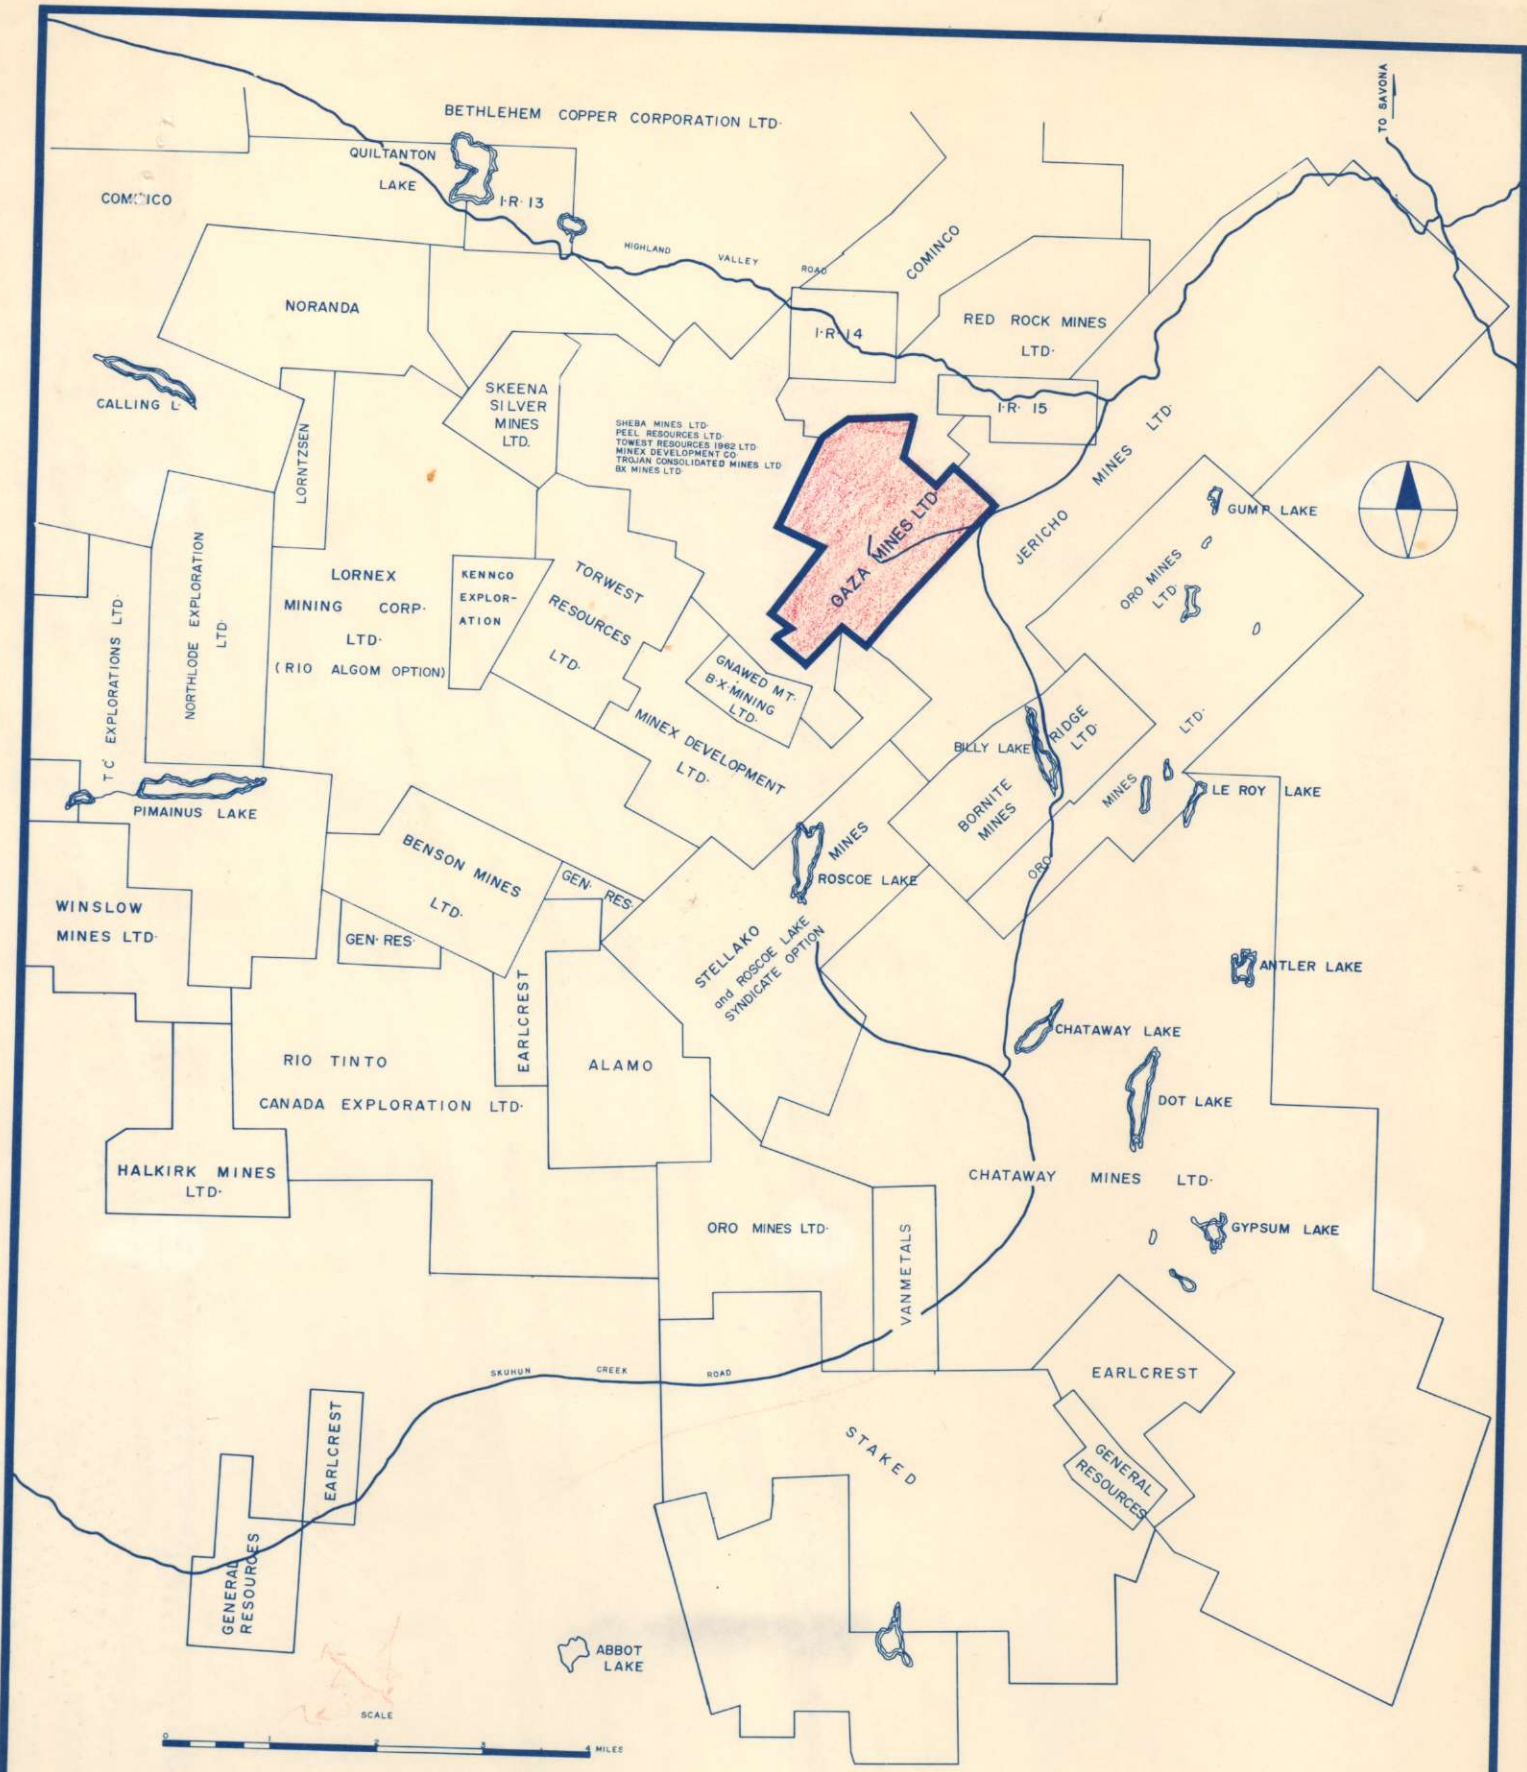 TO SAVONA
BETHLEHEM COPPER CORPORATION LTD.
QUILTANTON
LAKE
COMINCO
I·R· 13
HIGHLAND VALLEY ROAD
COMINCO
NORANDA
I·R· 14
RED ROCK MINES
LTD·
CALLING L·
SKEENA
SILVER
MINES
LTD.
I·R· 15
LORNTZSEN
SHEBA MINES LTD·
PEEL RESOURCES LTD·
TOWEST RESOURCES 1962 LTD·
MINEX DEVELOPMENT CO·
TROJAN CONSOLIDATED MINES LTD
BX MINES LTD·
GAZA MINES LTD·
JERICHO MINES LTD·
GUMP LAKE
ORO MINES
LTD·
NORTHLODE EXPLORATION
LTD·
LORNEX
MINING CORP·
LTD·
(RIO ALGOM OPTION)
KENNCO
EXPLOR-
ATION
TORWEST
RESOURCES
LTD·
TC EXPLORATIONS LTD·
GNAWED MT·
B·X·MINING
LTD·
MINEX DEVELOPMENT
LTD·
BILLY LAKE
RIDGE
LTD·
BORNITE
MINES
ORO MINES LTD·
LE ROY LAKE
PIMAINUS LAKE
BENSON MINES
LTD·
GEN· RES·
MINES
ROSCOE LAKE
WINSLOW
MINES LTD·
GEN· RES·
STELLAKO
and ROSCOE LAKE
SYNDICATE OPTION
ANTLER LAKE
EARLCREST
CHATAWAY LAKE
RIO TINTO
CANADA EXPLORATION LTD·
ALAMO
DOT LAKE
HALKIRK MINES
LTD·
CHATAWAY MINES LTD·
ORO MINES LTD·
VANMETALS
GYPSUM LAKE
SKUHUN CREEK ROAD
EARLCREST
EARLCREST
STAKED
GENERAL
RESOURCES
GENERAL
RESOURCES
ABBOT
LAKE
SCALE
0 1 2 3 4 MILES